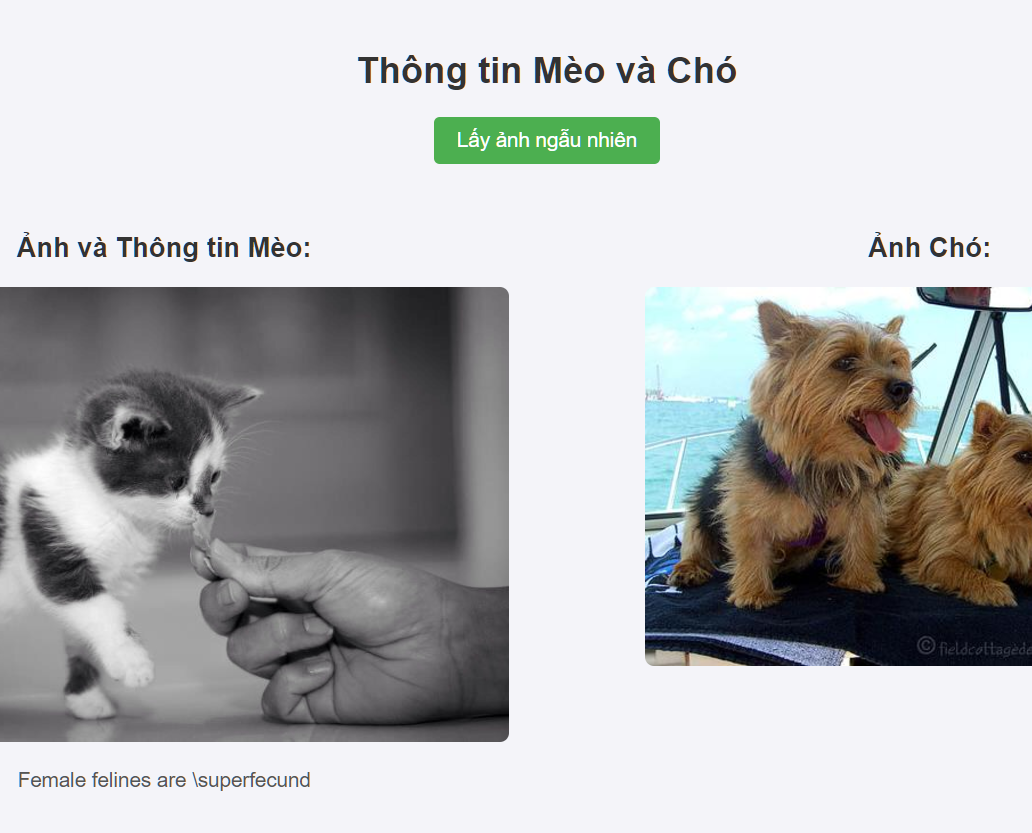 Thông tin Mèo và Chó
Lấy ảnh ngẫu nhiên
Ảnh và Thông tin Mèo:
Ảnh Chó:
© fieldcottagede
Female felines are \superfecund